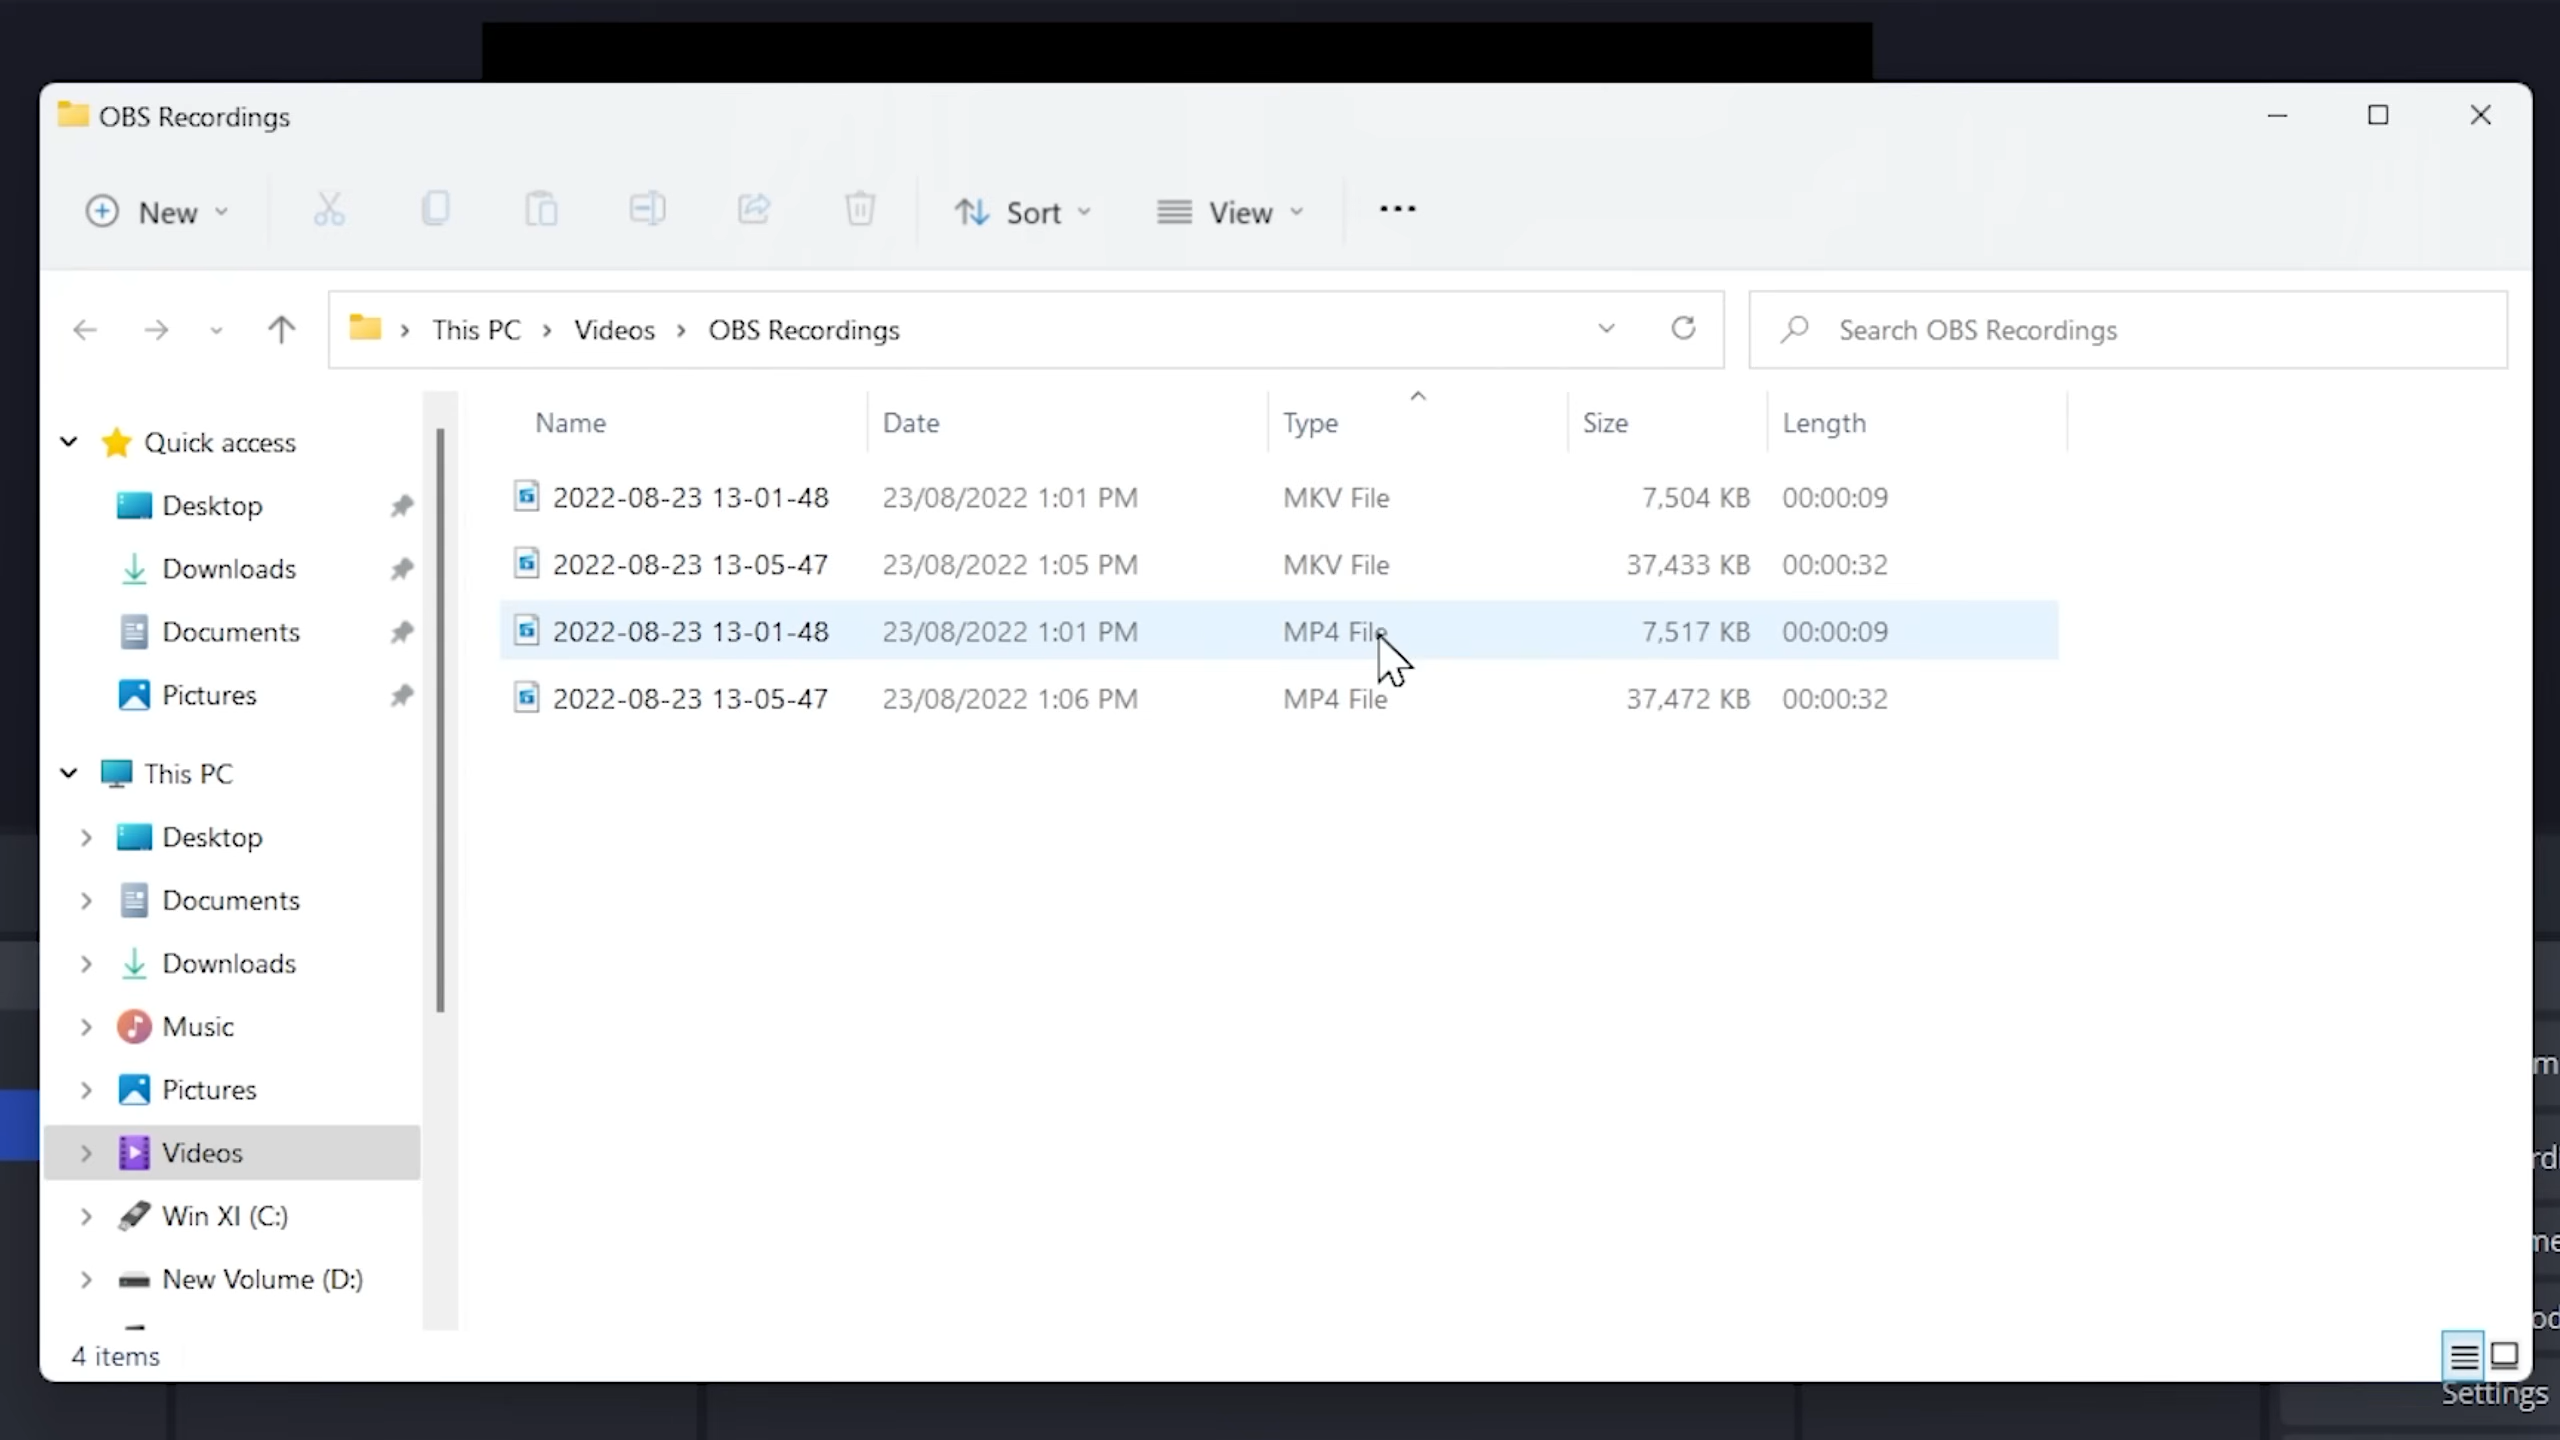 OBS Recordings
New
Sort
View
This PC
Videos
OBS Recordings
Search OBS Recordings
Name Date Type Size Length
Quick access
Desktop
Downloads
Documents
Pictures
This PC
Desktop
Documents
Downloads
Music
Pictures
Videos
Win XI (C:)
New Volume (D:)
2022-08-23 13-01-48 23/08/2022 1:01 PM MKV File 7,504 KB 00:00:09
2022-08-23 13-05-47 23/08/2022 1:05 PM MKV File 37,433 KB 00:00:32
2022-08-23 13-01-48 23/08/2022 1:01 PM MP4 File 7,517 KB 00:00:09
2022-08-23 13-05-47 23/08/2022 1:06 PM MP4 File 37,472 KB 00:00:32
4 items
Settings